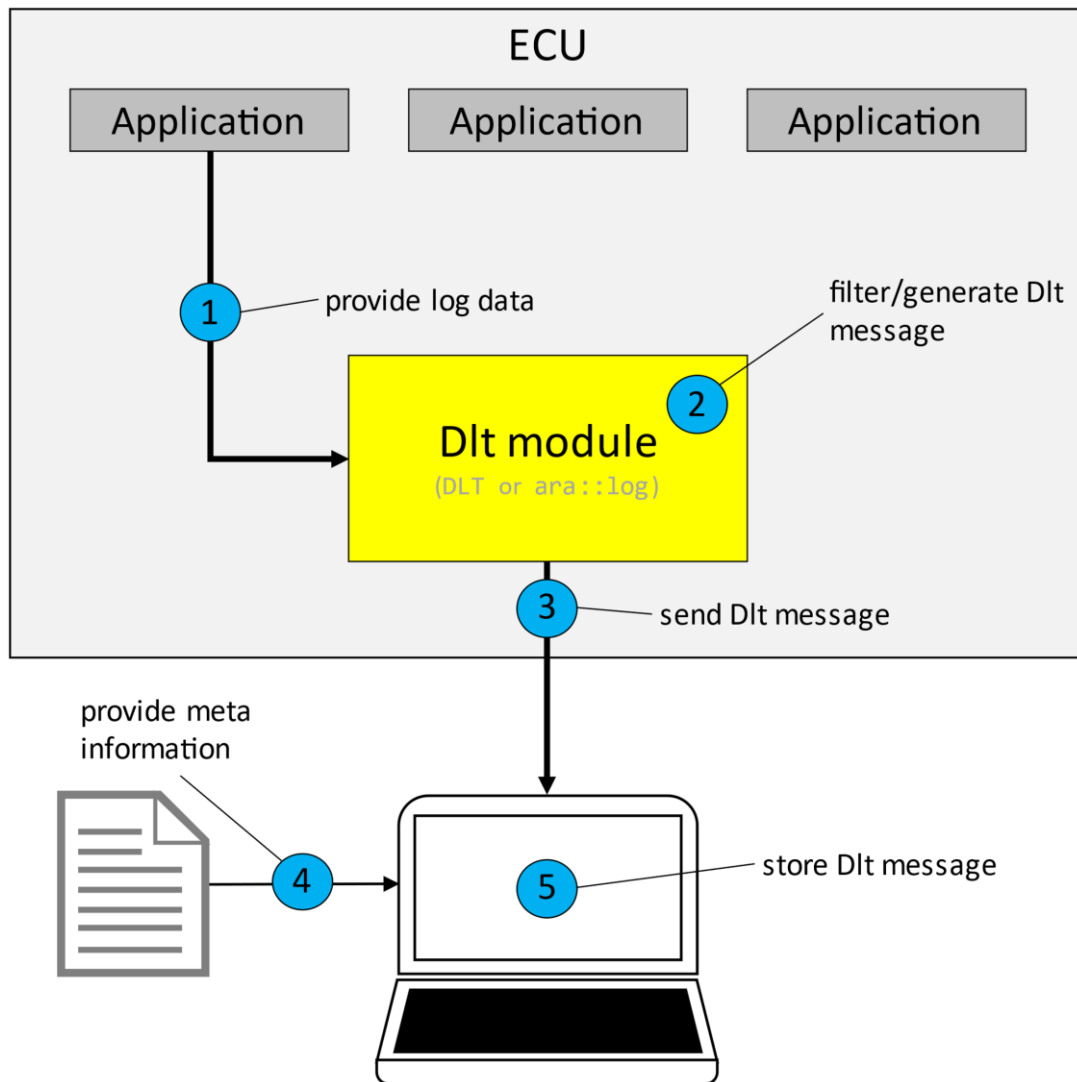 ECU
Application
Application
Application
1
provide log data
filter/generate Dlt
message
2
Dlt module
(DLT or ara::log)
3
send Dlt message
provide meta
information
4
5
store Dlt message